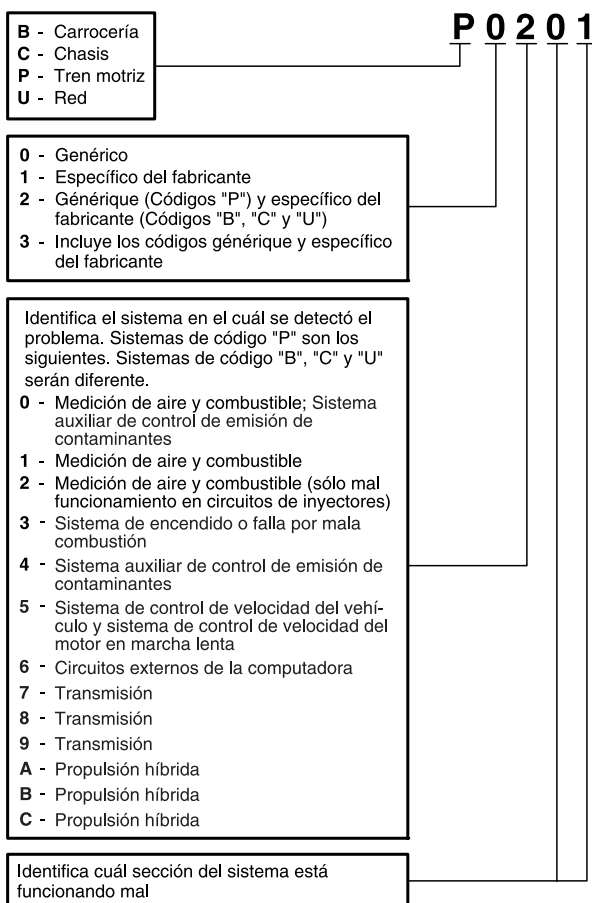 P 0 2 0 1
B - Carrocería
C - Chasis
P - Tren motriz
U - Red
0 - Genérico
1 - Específico del fabricante
2 - Générique (Códigos "P") y específico del
fabricante (Códigos "B", "C" y "U")
3 - Incluye los códigos générique y específico
del fabricante
Identifica el sistema en el cuál se detectó el
problema. Sistemas de código "P" son los
siguientes. Sistemas de código "B", "C" y "U"
serán diferente.
0 - Medición de aire y combustible; Sistema
auxiliar de control de emisión de
contaminantes
1 - Medición de aire y combustible
2 - Medición de aire y combustible (sólo mal
funcionamiento en circuitos de inyectores)
3 - Sistema de encendido o falla por mala
combustión
4 - Sistema auxiliar de control de emisión de
contaminantes
5 - Sistema de control de velocidad del vehí-
culo y sistema de control de velocidad del
motor en marcha lenta
6 - Circuitos externos de la computadora
7 - Transmisión
8 - Transmisión
9 - Transmisión
A - Propulsión híbrida
B - Propulsión híbrida
C - Propulsión híbrida
Identifica cuál sección del sistema está
funcionando mal